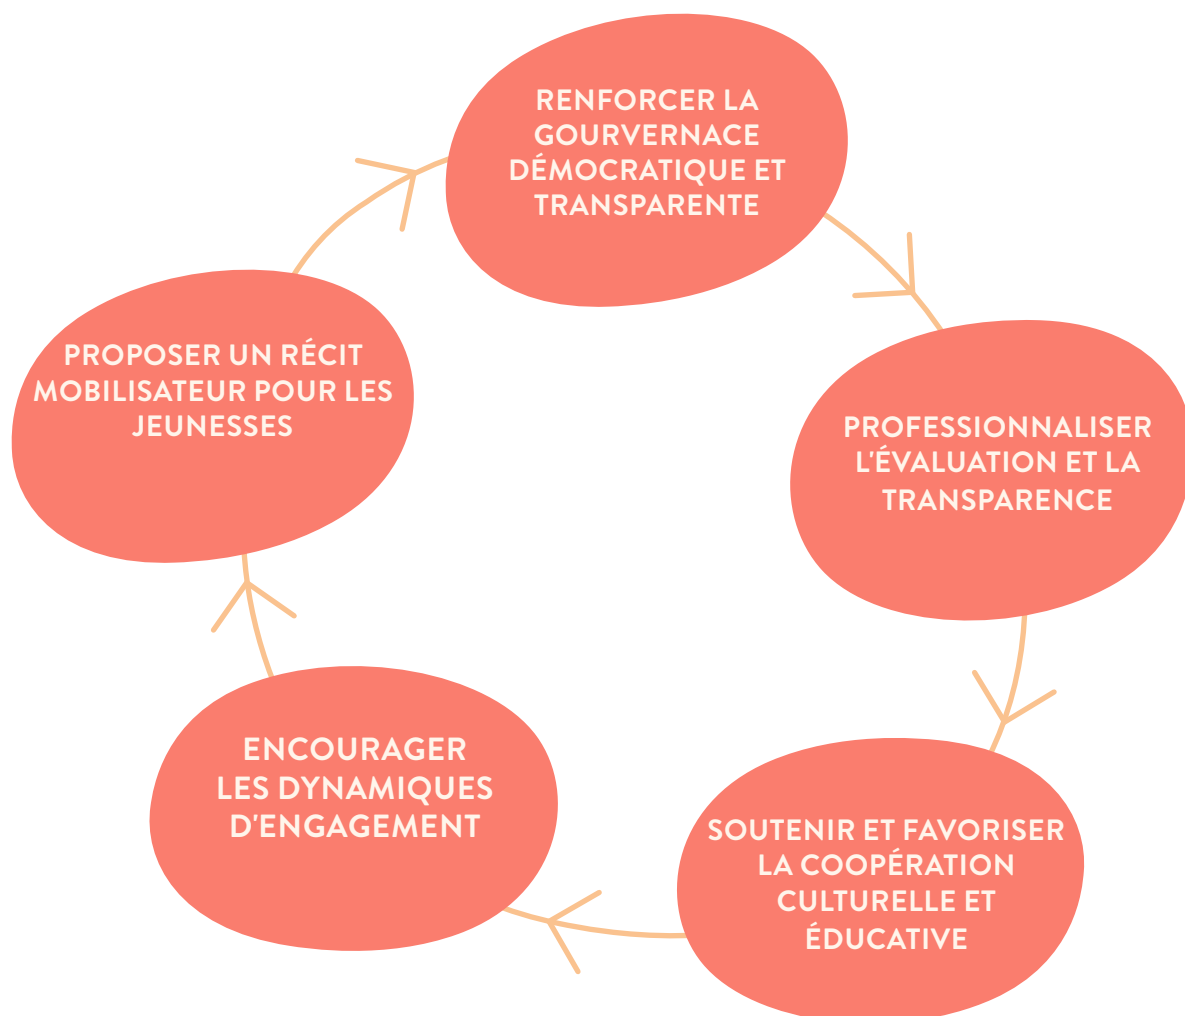 RENFORCER LA
GOURVERNACE
DÉMOCRATIQUE ET
TRANSPARENTE
PROFESSIONNALISER
L'ÉVALUATION ET LA
TRANSPARENCE
SOUTENIR ET FAVORISER
LA COOPÉRATION
CULTURELLE ET
ÉDUCATIVE
ENCOURAGER
LES DYNAMIQUES
D'ENGAGEMENT
PROPOSER UN RÉCIT
MOBILISATEUR POUR LES
JEUNESSES